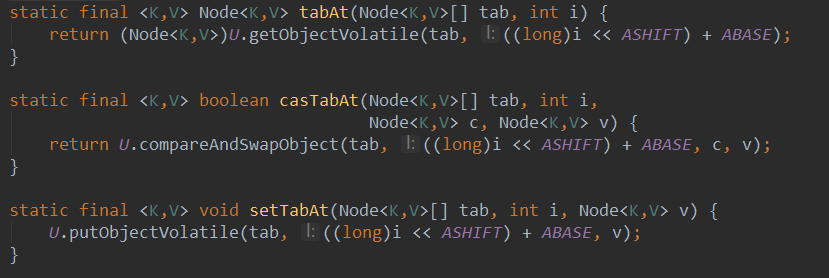 static final <K,V> Node<K,V> tabAt(Node<K,V>[] tab, int i) {
    return (Node<K,V>)U.getObjectVolatile(tab, l: ((long)i << ASHIFT) + ABASE);
}
static final <K,V> boolean casTabAt(Node<K,V>[] tab, int i,
                                    Node<K,V> c, Node<K,V> v) {
    return U.compareAndSwapObject(tab, l: ((long)i << ASHIFT) + ABASE, c, v);
}
static final <K,V> void setTabAt(Node<K,V>[] tab, int i, Node<K,V> v) {
    U.putObjectVolatile(tab, l: ((long)i << ASHIFT) + ABASE, v);
}